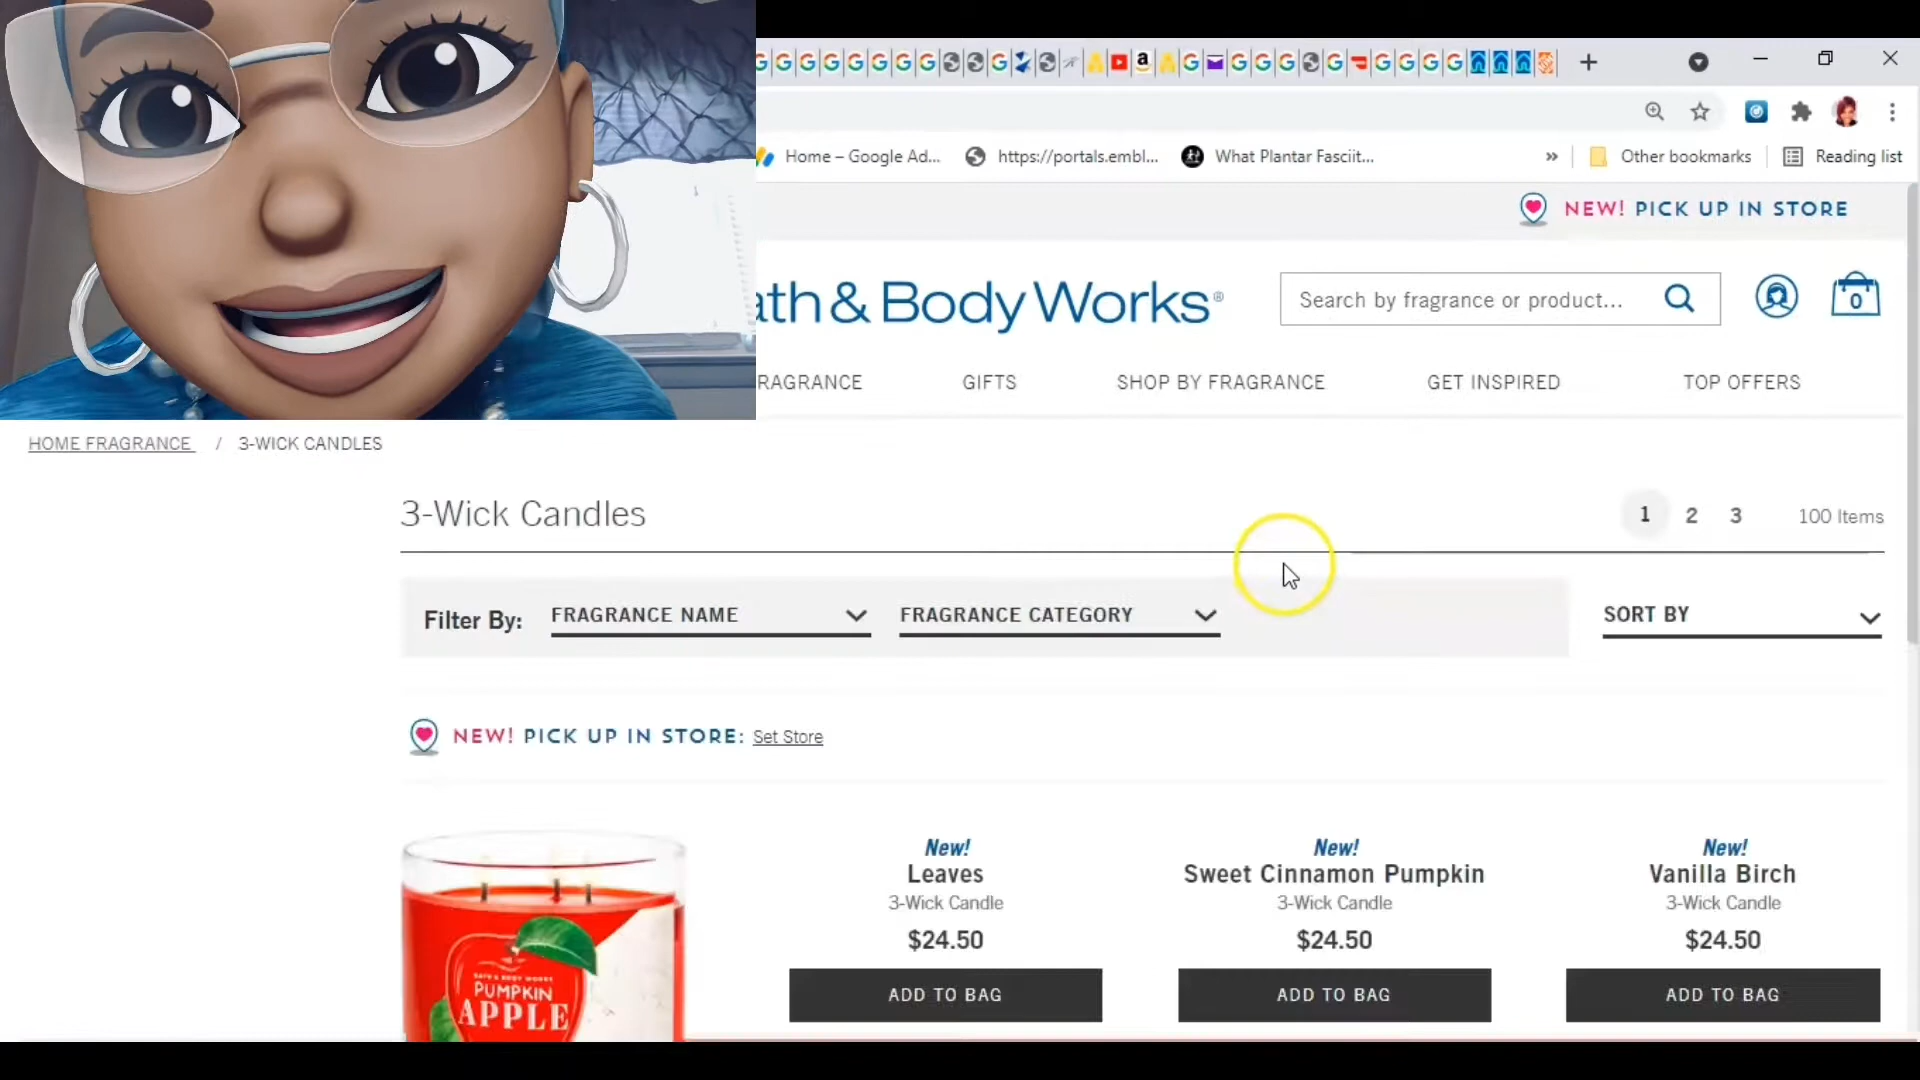 Home – Google Ad...
https://portals.embl...
What Plantar Fasciit...
»
Other bookmarks
Reading list
NEW! PICK UP IN STORE
ath & Body Works®
Search by fragrance or product...
0
RAGRANCE
GIFTS
SHOP BY FRAGRANCE
GET INSPIRED
TOP OFFERS
HOME FRAGRANCE / 3-WICK CANDLES
3-Wick Candles
1 2 3 100 Items
Filter By: FRAGRANCE NAME FRAGRANCE CATEGORY
SORT BY
NEW! PICK UP IN STORE: Set Store
BATH & BODY WORKS
PUMPKIN
APPLE
New!
Leaves
3-Wick Candle
$24.50
ADD TO BAG
New!
Sweet Cinnamon Pumpkin
3-Wick Candle
$24.50
ADD TO BAG
New!
Vanilla Birch
3-Wick Candle
$24.50
ADD TO BAG